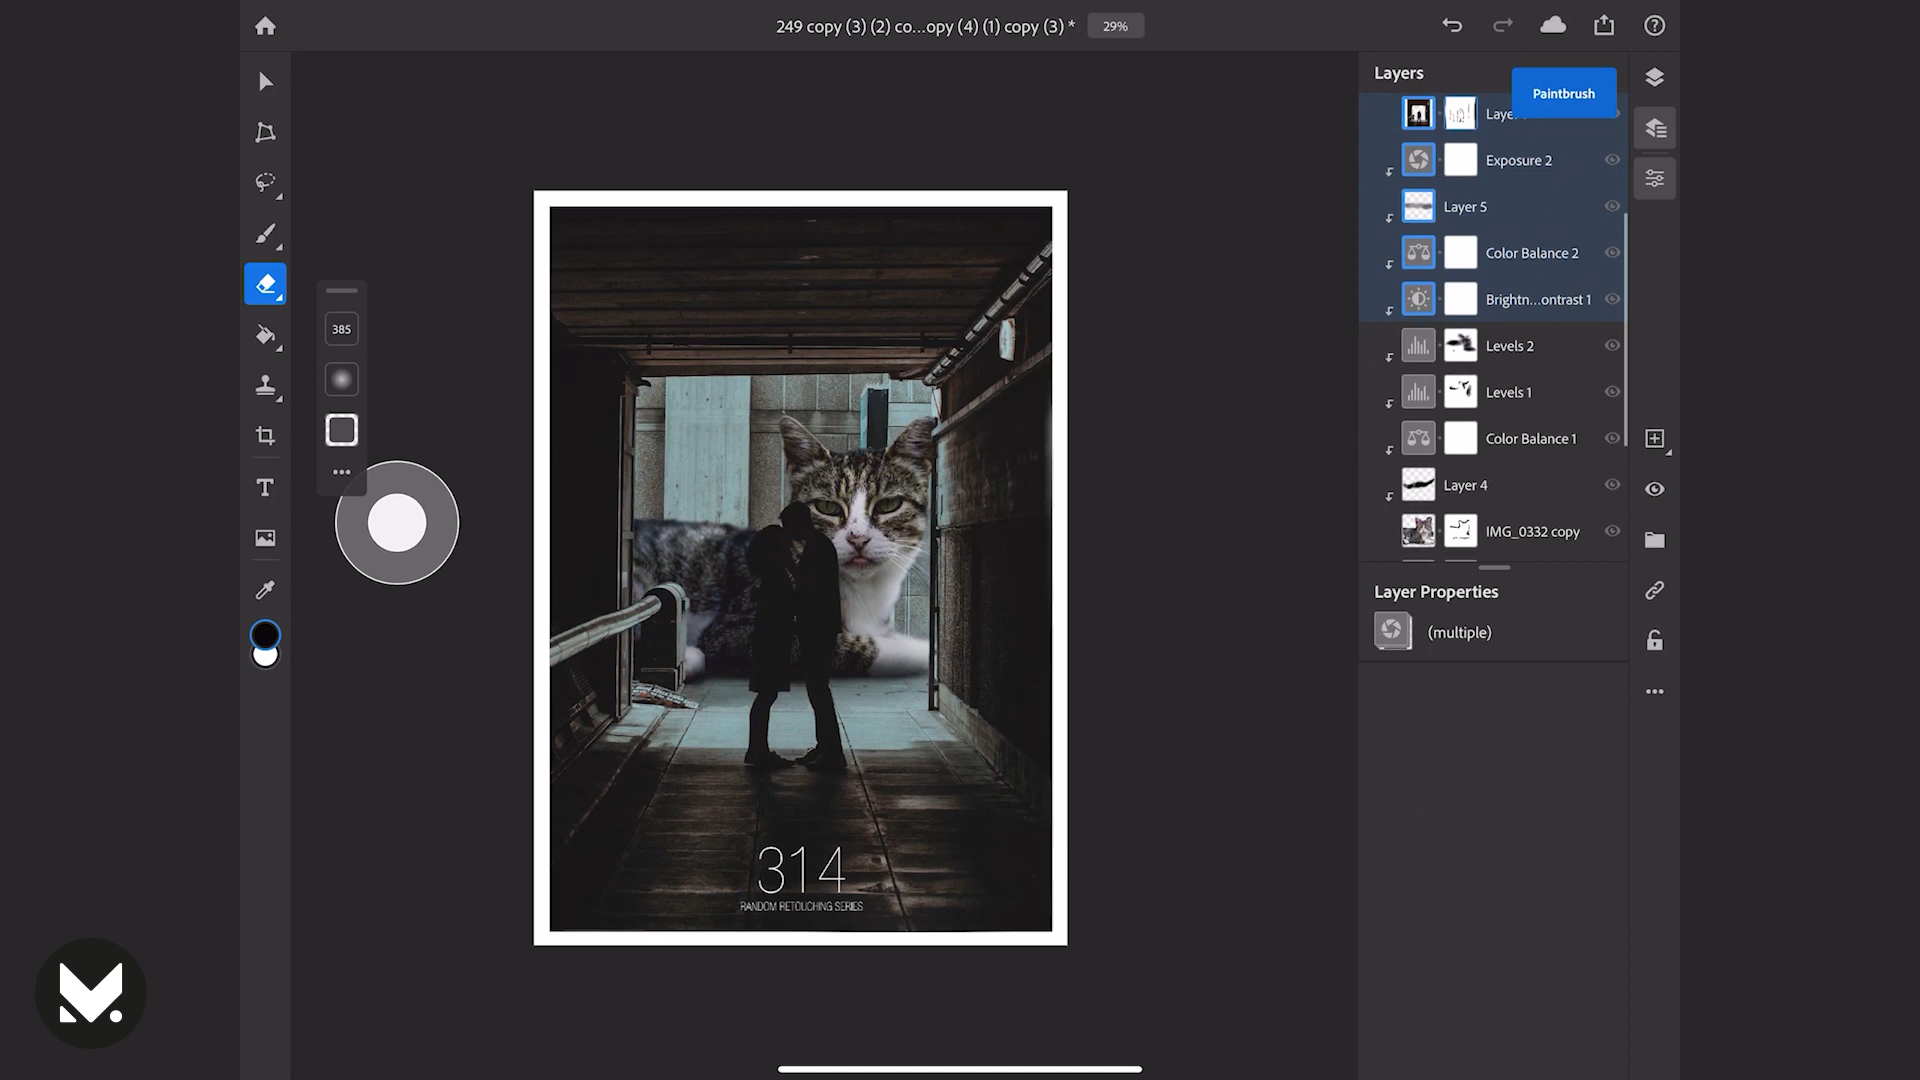 249 copy (3) (2) co...opy (4) (1) copy (3) *
29%
Layers
Paintbrush
Exposure 2
Layer 5
Color Balance 2
Brightn...ontrast 1
Levels 2
Levels 1
Color Balance 1
Layer 4
IMG_0332 copy
Layer Properties
(multiple)
385
314
RANDOM RETOUCHING SERIES